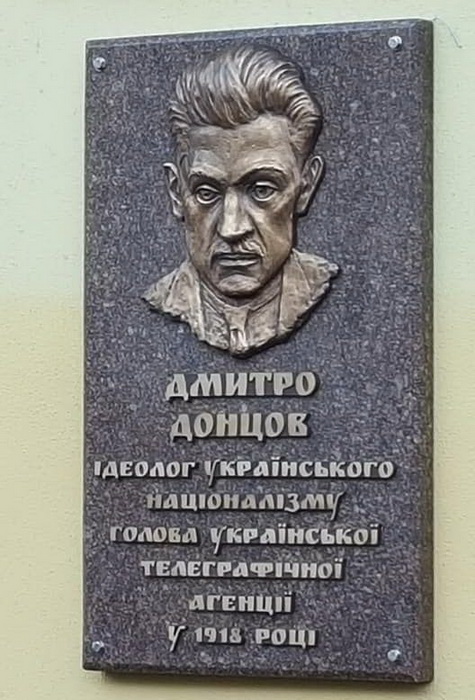 ДМИТРО
ДОНЦОВ
ІДЕОЛОГ УКРАЇНСЬКОГО
НАЦІОНАЛІЗМУ
ГОЛОВА УКРАЇНСЬКОЇ
ТЕЛЕГРАФІЧНОЇ
АГЕНЦІЇ
У 1918 РОЦІ